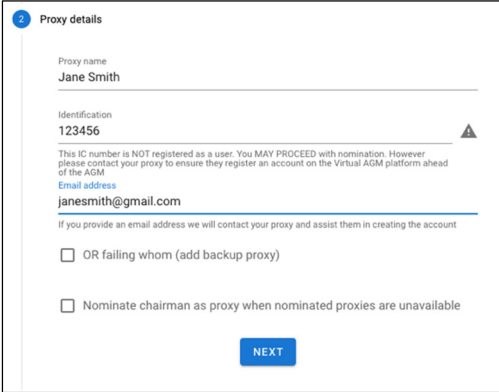 2 Proxy details
Proxy name
Jane Smith
Identification
123456
This IC number is NOT registered as a user. You MAY PROCEED with nomination. However
please contact your proxy to ensure they register an account on the Virtual AGM platform ahead
of the AGM
Email address
janesmith@gmail.com
If you provide an email address we will contact your proxy and assist them in creating the account
OR failing whom (add backup proxy)
Nominate chairman as proxy when nominated proxies are unavailable
NEXT